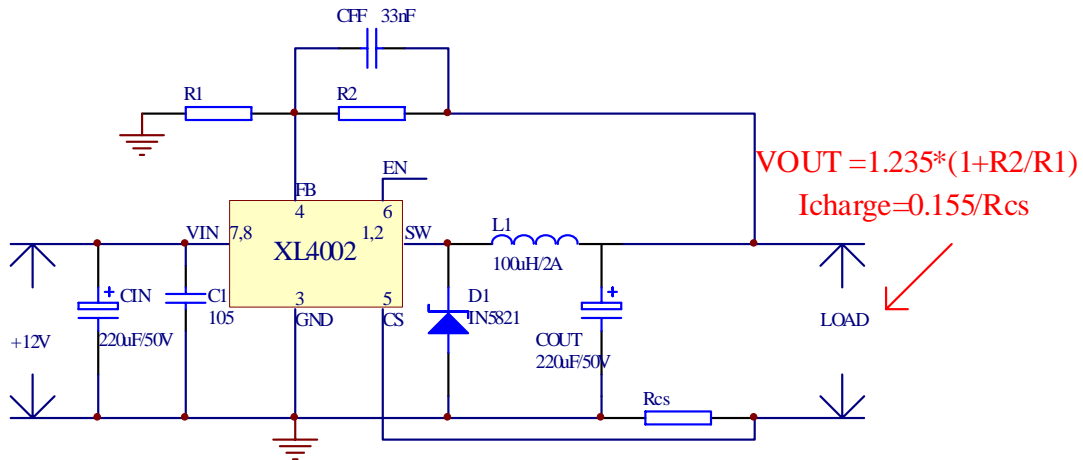 CFF 33nF
R1
R2
VOUT =1.235*(1+R2/R1)
Icharge=0.155/Rcs
EN
FB
4
6
VIN
7,8
1,2
SW
L1
XL4002
100uH/2A
CIN
C1
105
3
5
D1
IN5821
GND
CS
+12V
220uF/50V
COUT
220uF/50V
LOAD
Rcs